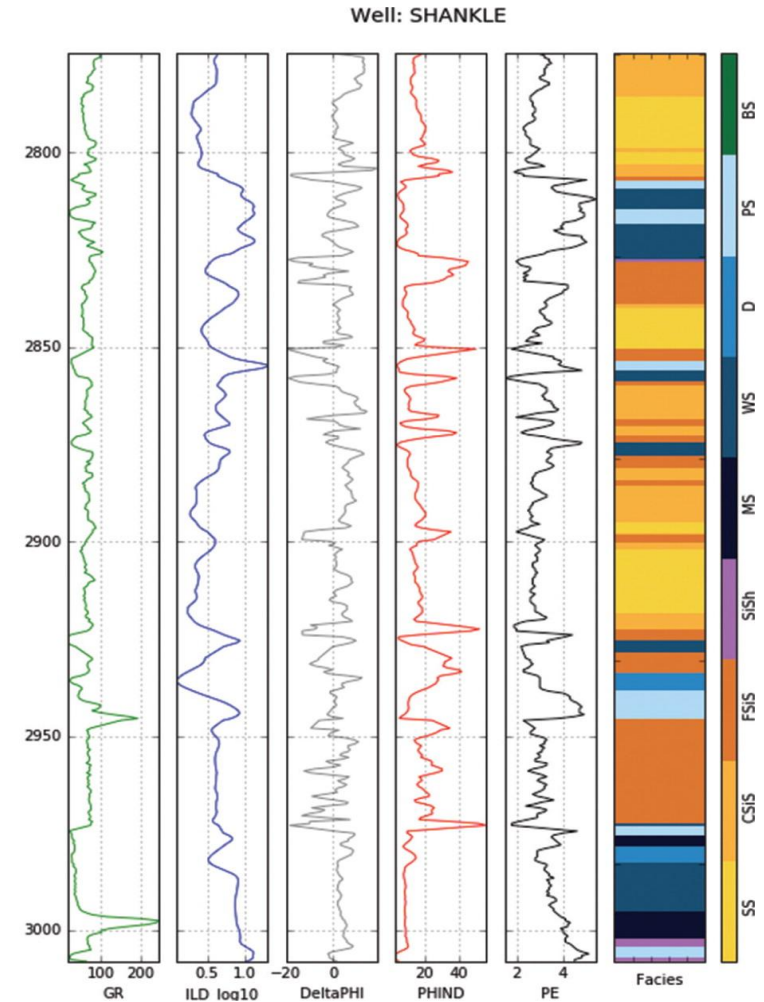 Well: SHANKLE
2800
2850
2900
2950
3000
100 200
0.5 1.0
−20 0
20 40
2 4
GR
ILD_log10
DeltaPHI
PHIND
PE
Facies
BS
PS
D
WS
MS
SiSh
FSiS
CSiS
SS